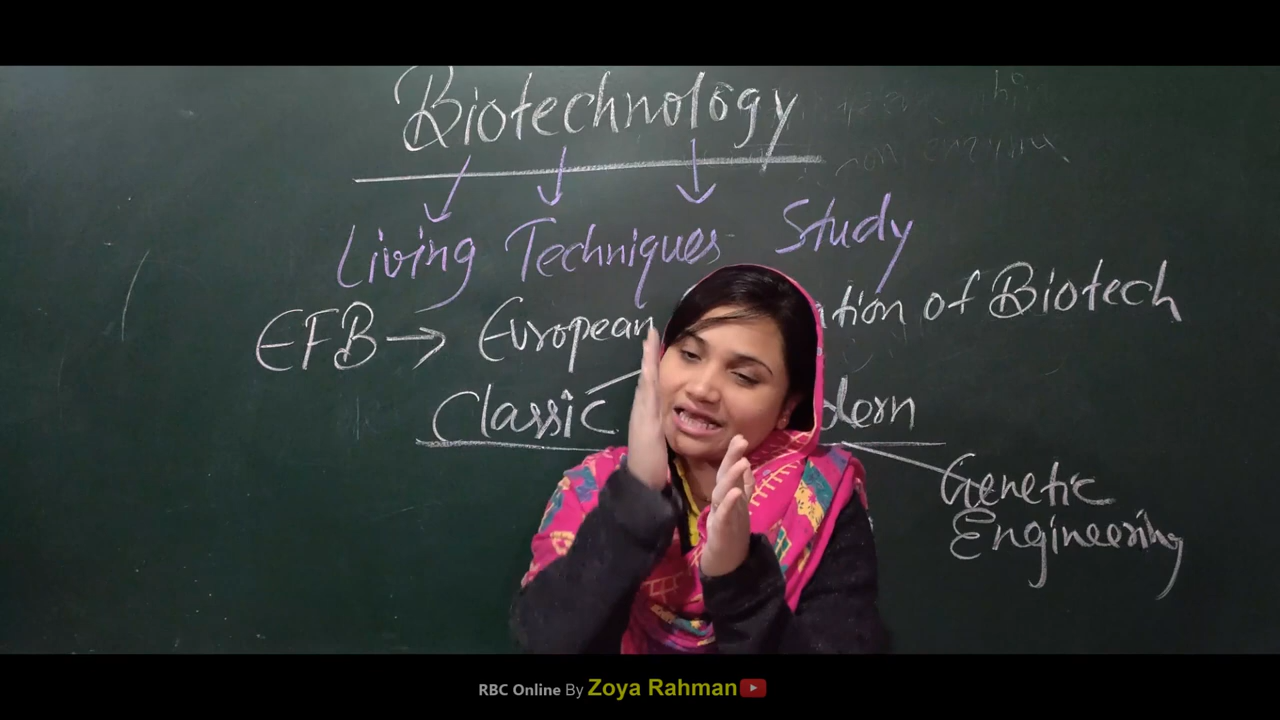 Biotechnology
Living Techniques Study
EFB → European ation of Biotech
Classic dern
Genetic
Engineering
RBC Online By Zoya Rahman